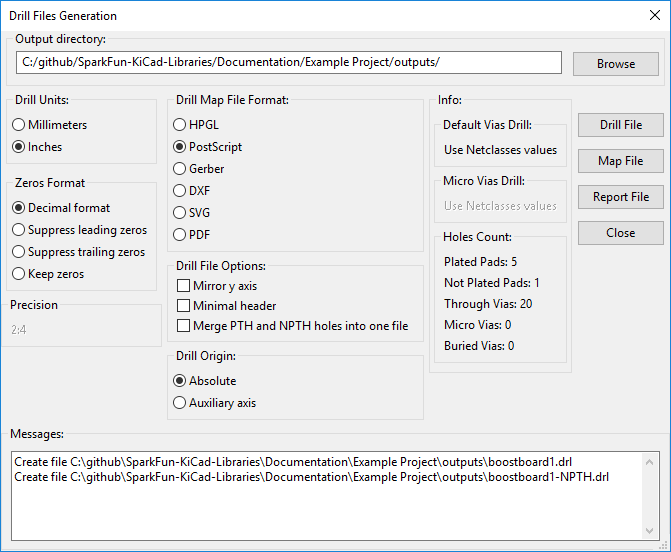 Drill Files Generation
Output directory:
C:/github/SparkFun-KiCad-Libraries/Documentation/Example Project/outputs/
Browse
Drill Units:
Millimeters
Inches
Zeros Format
Decimal format
Suppress leading zeros
Suppress trailing zeros
Keep zeros
Precision
2:4
Drill Map File Format:
HPGL
PostScript
Gerber
DXF
SVG
PDF
Drill File Options:
Mirror y axis
Minimal header
Merge PTH and NPTH holes into one file
Drill Origin:
Absolute
Auxiliary axis
Info:
Default Vias Drill:
Use Netclasses values
Micro Vias Drill:
Use Netclasses values
Holes Count:
Plated Pads: 5
Not Plated Pads: 1
Through Vias: 20
Micro Vias: 0
Buried Vias: 0
Drill File
Map File
Report File
Close
Messages:
Create file C:\github\SparkFun-KiCad-Libraries\Documentation\Example Project\outputs\boostboard1.drl
Create file C:\github\SparkFun-KiCad-Libraries\Documentation\Example Project\outputs\boostboard1-NPTH.drl